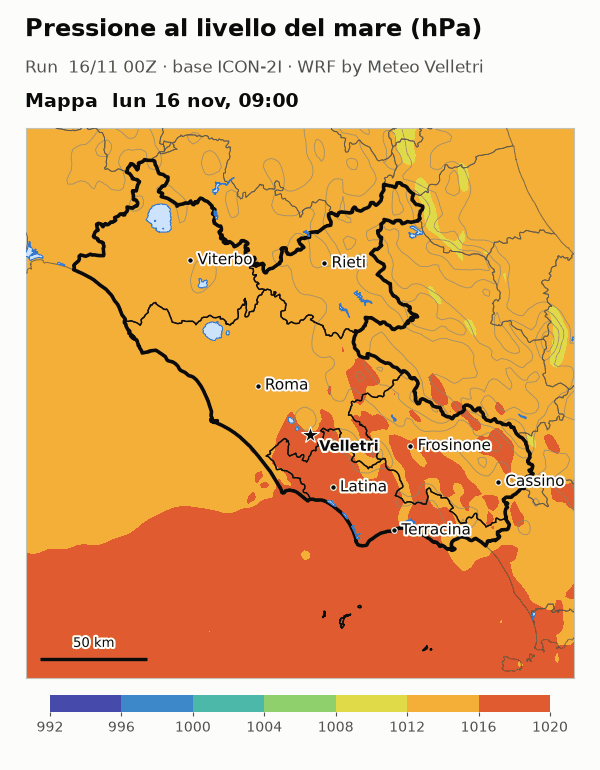 Pressione al livello del mare (hPa)
Run  16/11 00Z · base ICON-2I · WRF by Meteo Velletri
Mappa  lun 16 nov, 09:00
Viterbo
Rieti
Roma
Velletri
Frosinone
Latina
Cassino
Terracina
50 km
992 996 1000 1004 1008 1012 1016 1020